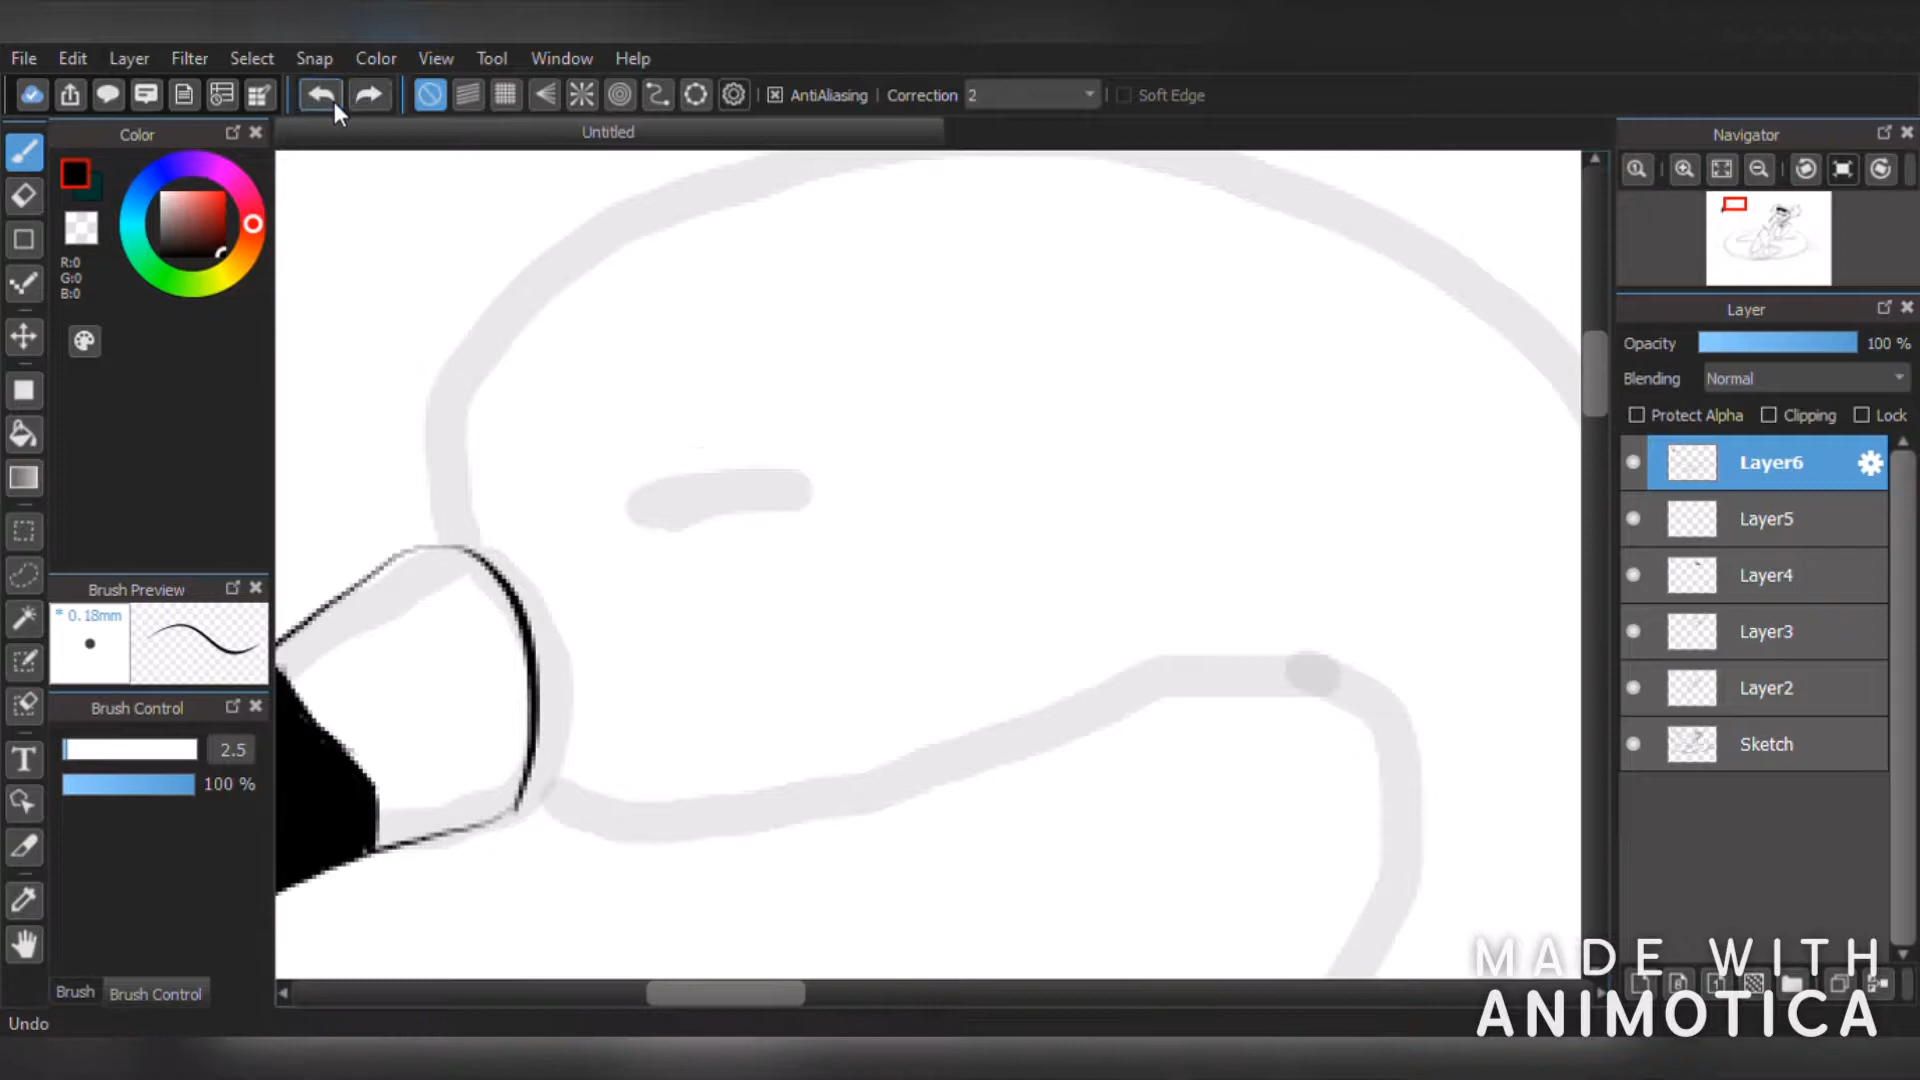 File Edit Layer Filter Select Snap Color View Tool Window Help
AntiAliasing Correction 2 Soft Edge
Color
Untitled
Navigator
R:0
G:0
B:0
Layer
Opacity 100 %
Blending Normal
Protect Alpha Clipping Lock
Layer6
Layer5
Layer4
Layer3
Layer2
Sketch
Brush Preview
* 0.18mm
Brush Control
2.5
100 %
Brush Brush Control
Undo
MADE WITH
ANIMOTICA